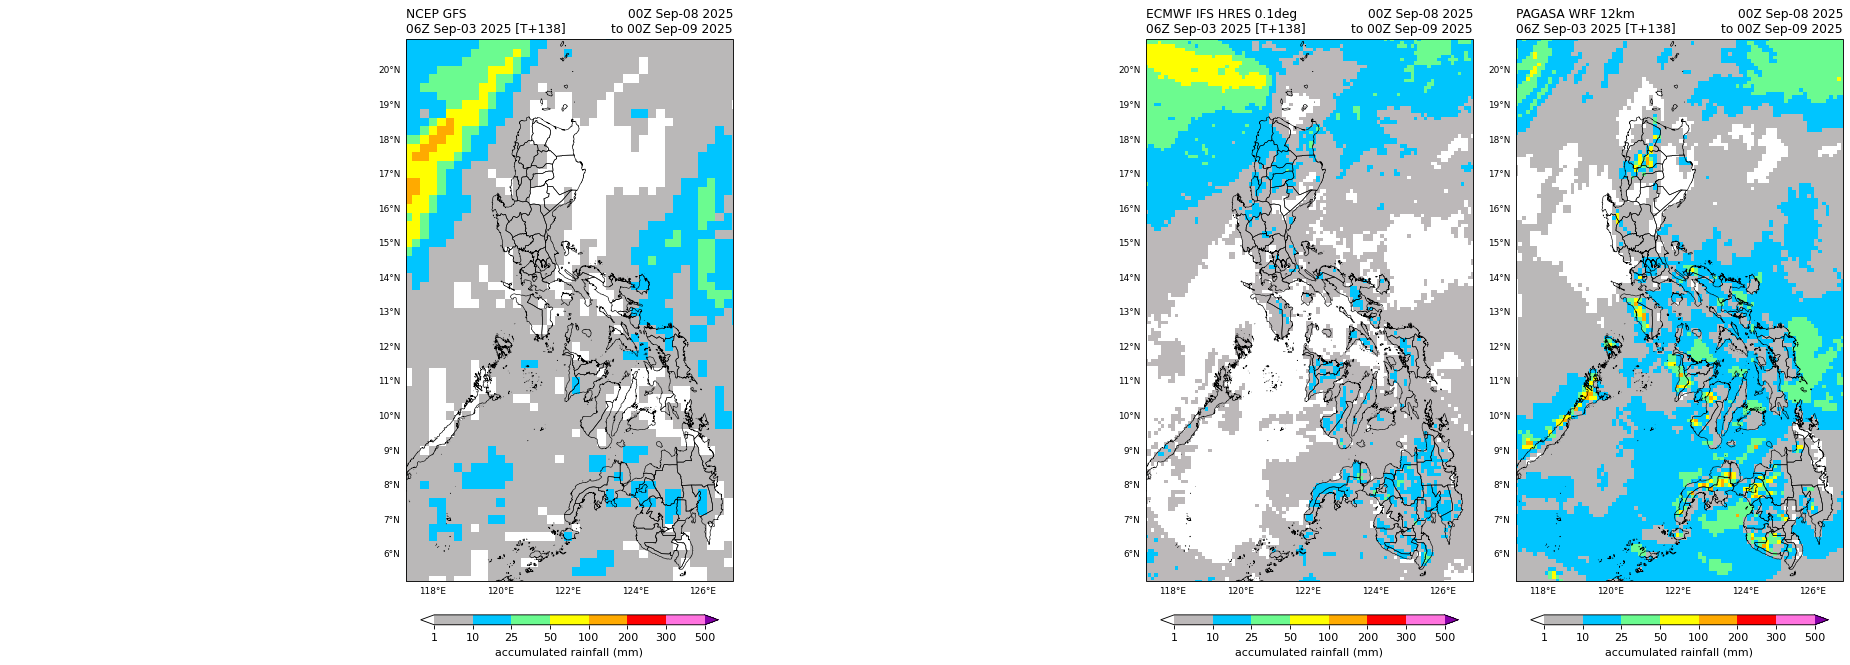 NCEP GFS 00Z Sep-08 2025
06Z Sep-03 2025 [T+138] to 00Z Sep-09 2025
20°N
19°N
18°N
17°N
16°N
15°N
14°N
13°N
12°N
11°N
10°N
9°N
8°N
7°N
6°N
118°E 120°E 122°E 124°E 126°E
1 10 25 50 100 200 300 500
accumulated rainfall (mm)
ECMWF IFS HRES 0.1deg 00Z Sep-08 2025
06Z Sep-03 2025 [T+138] to 00Z Sep-09 2025
20°N
19°N
18°N
17°N
16°N
15°N
14°N
13°N
12°N
11°N
10°N
9°N
8°N
7°N
6°N
118°E 120°E 122°E 124°E 126°E
1 10 25 50 100 200 300 500
accumulated rainfall (mm)
PAGASA WRF 12km 00Z Sep-08 2025
06Z Sep-03 2025 [T+138] to 00Z Sep-09 2025
20°N
19°N
18°N
17°N
16°N
15°N
14°N
13°N
12°N
11°N
10°N
9°N
8°N
7°N
6°N
118°E 120°E 122°E 124°E 126°E
1 10 25 50 100 200 300 500
accumulated rainfall (mm)